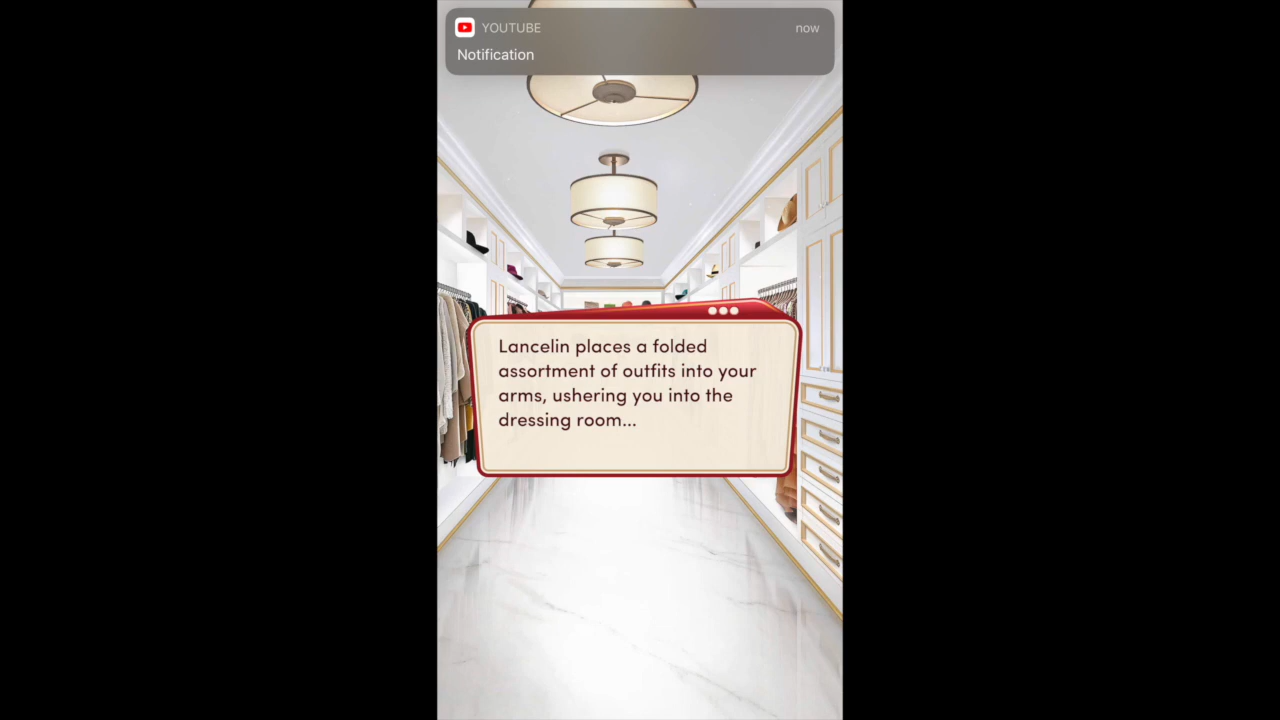 YOUTUBE now
Notification
Lancelin places a folded
assortment of outfits into your
arms, ushering you into the
dressing room...